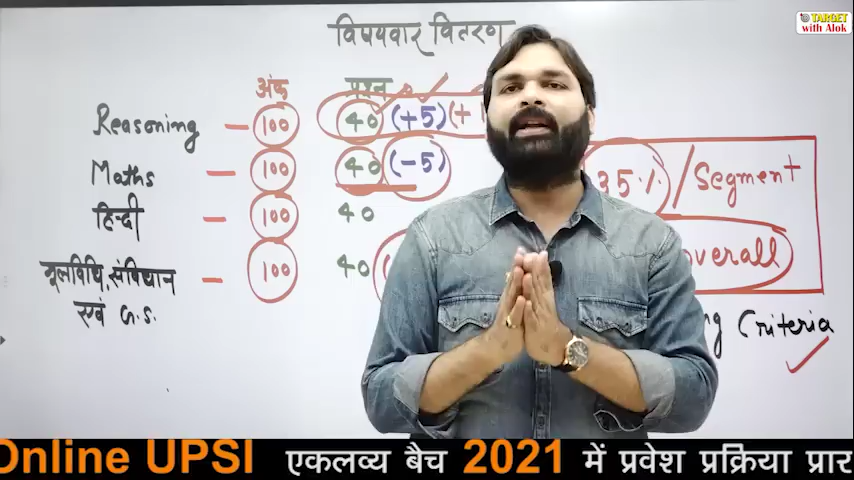 TARGET
with Alok
विषयवार वितरण
अंक प्रश्न
Reasoning – 100 40 (+5) (+
Maths – 100 40 (-5) 35% / Segment
हिन्दी – 100 40
मूलविधि, संविधान – 100 40 overall
एवं G.S.
Criteria
Online UPSI एकलव्य बैच 2021 में प्रवेश प्रक्रिया प्रार